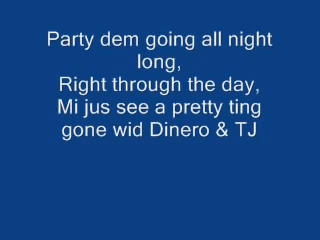 Party dem going all night
long,
Right through the day,
Mi jus see a pretty ting
gone wid Dinero & TJ